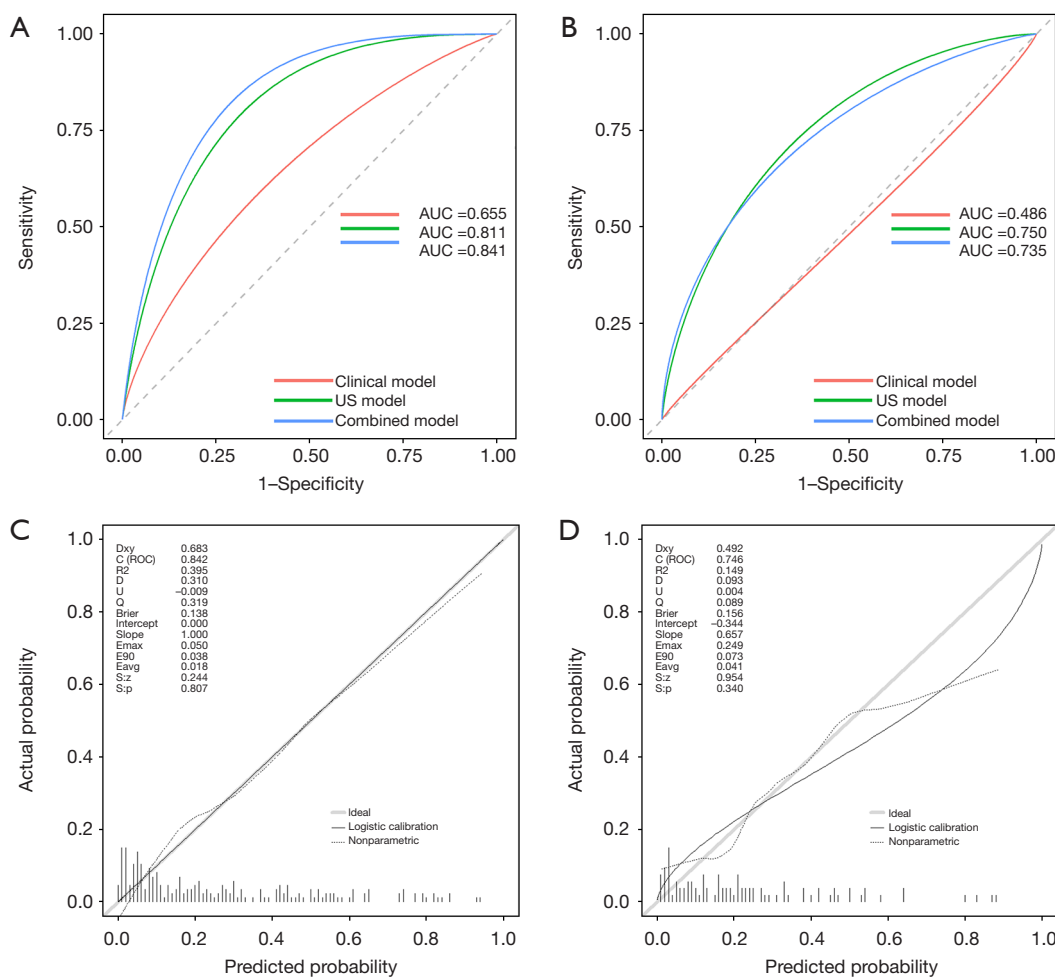 A
1.00
0.75
0.50
0.25
0.00
Sensitivity
AUC =0.655
AUC =0.811
AUC =0.841
Clinical model
US model
Combined model
0.00 0.25 0.50 0.75 1.00
1–Specificity
B
1.00
0.75
0.50
0.25
0.00
Sensitivity
AUC =0.486
AUC =0.750
AUC =0.735
Clinical model
US model
Combined model
0.00 0.25 0.50 0.75 1.00
1–Specificity
C
1.0
0.8
0.6
0.4
0.2
0.0
Actual probability
Dxy 0.683
C (ROC) 0.842
R2 0.395
D 0.310
U −0.009
Q 0.319
Brier 0.138
Intercept 0.000
Slope 1.000
Emax 0.050
E90 0.038
Eavg 0.018
S:z 0.244
S:p 0.807
Ideal
Logistic calibration
Nonparametric
0.0 0.2 0.4 0.6 0.8 1.0
Predicted probability
D
1.0
0.8
0.6
0.4
0.2
0.0
Actual probability
Dxy 0.492
C (ROC) 0.746
R2 0.149
D 0.093
U 0.004
Q 0.089
Brier 0.156
Intercept −0.344
Slope 0.657
Emax 0.249
E90 0.073
Eavg 0.041
S:z 0.954
S:p 0.340
Ideal
Logistic calibration
Nonparametric
0.0 0.2 0.4 0.6 0.8 1.0
Predicted probability